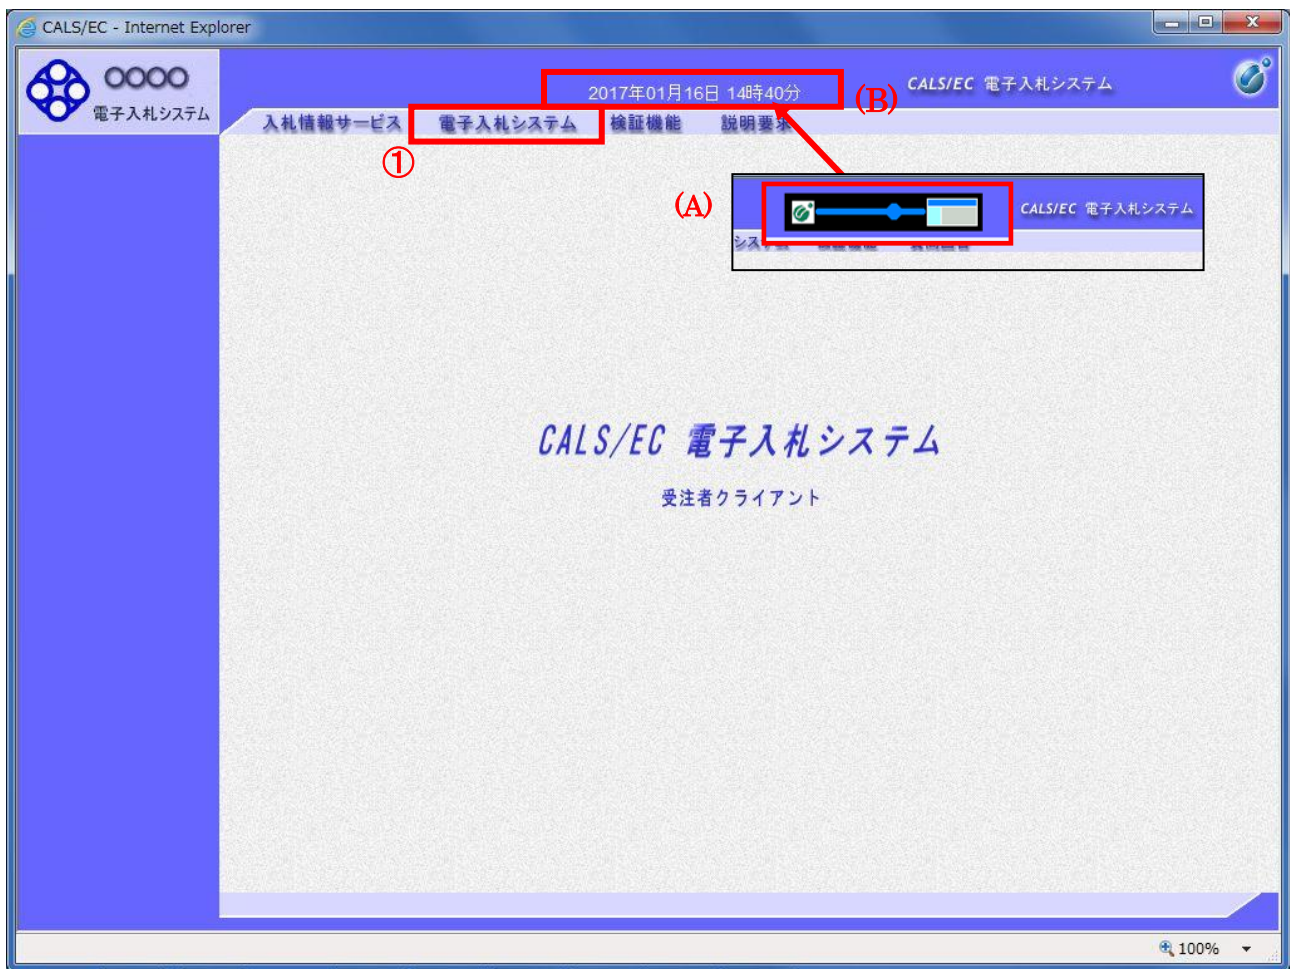 CALS/EC - Internet Explorer
○○○○
電子入札システム
2017年01月16日 14時40分
(B)
CALS/EC 電子入札システム
入札情報サービス 電子入札システム 検証機能 説明要求
①
(A)
CALS/EC 電子入札システム
システム
CALS/EC 電子入札システム
受注者クライアント
100%